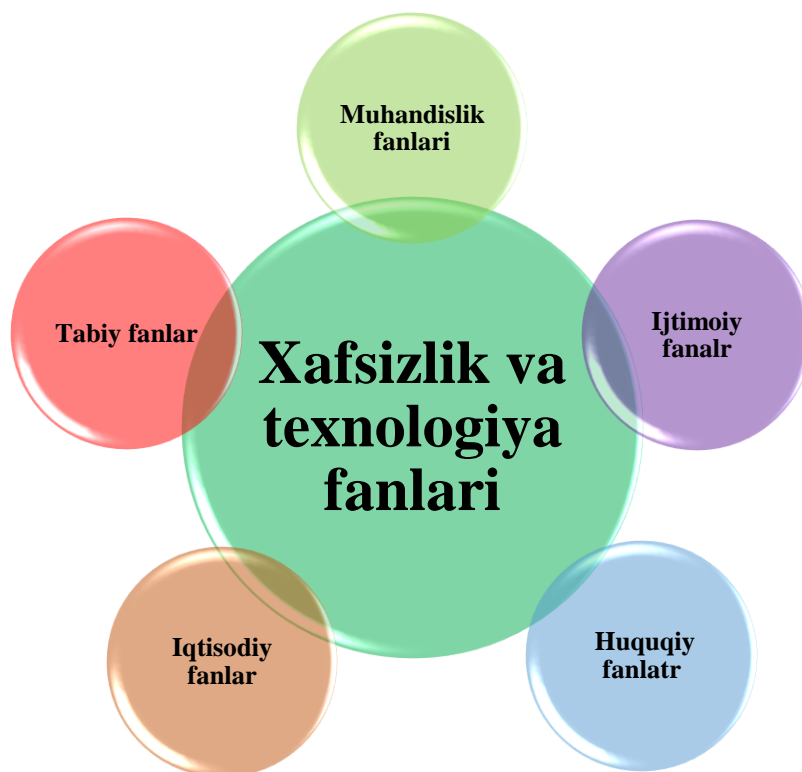 Muhandislik
fanlari
Tabiy fanlar
Ijtimoiy
fanalr
Xafsizlik va
texnologiya
fanlari
Iqtisodiy
fanlar
Huquqiy
fanlatr